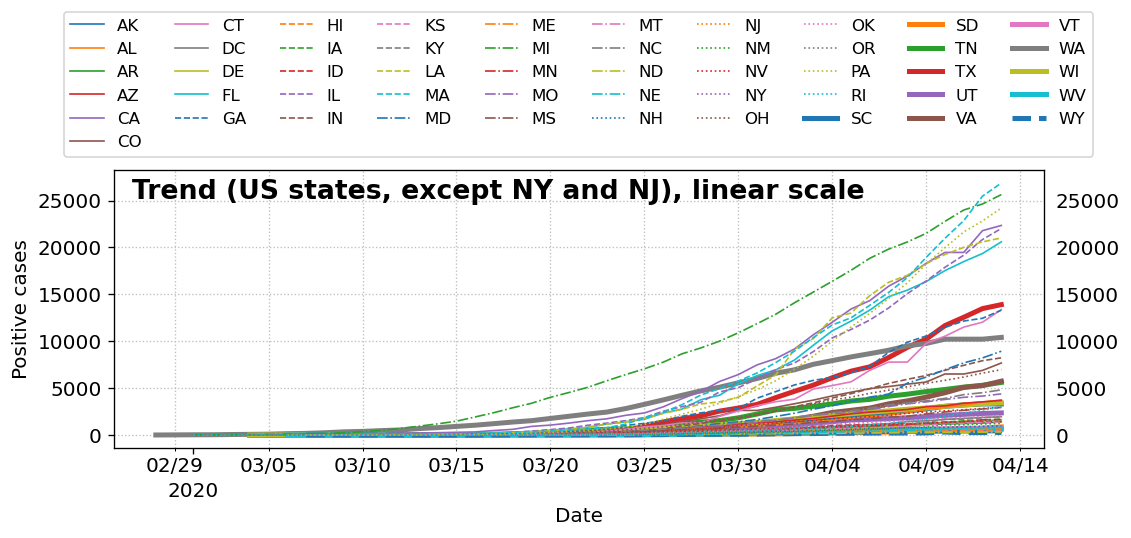 AK CT HI KS ME MT NJ OK SD VT
AL DC IA KY MI NC NM OR TN WA
AR DE ID LA MN ND NV PA TX WI
AZ FL IL MA MO NE NY RI UT WV
CA GA IN MD MS NH OH SC VA WY
CO
Trend (US states, except NY and NJ), linear scale
25000 25000
20000 20000
15000 15000
10000 10000
5000 5000
0 0
Positive cases
02/29 03/05 03/10 03/15 03/20 03/25 03/30 04/04 04/09 04/14
2020
Date